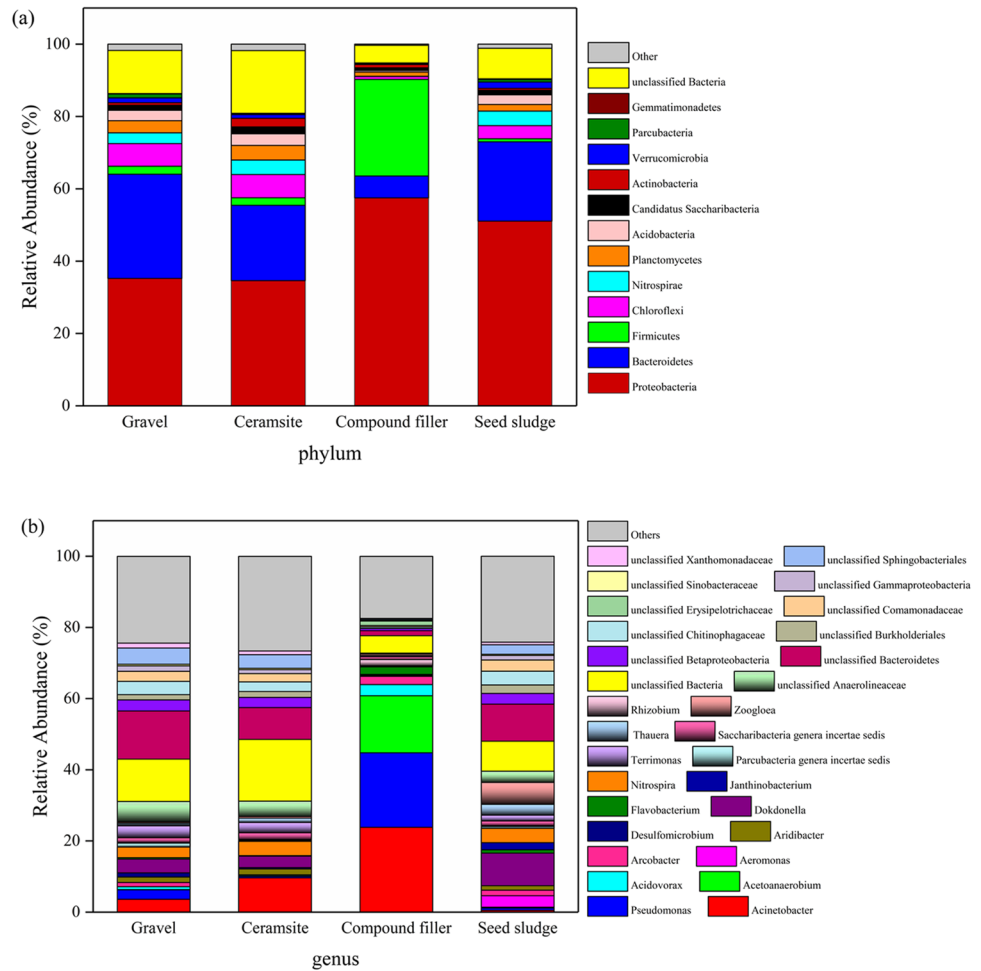 (a)
Relative Abundance (%)
100
80
60
40
20
0
Gravel Ceramsite Compound filler Seed sludge
phylum
Other
unclassified Bacteria
Gemmatimonadetes
Parcubacteria
Verrucomicrobia
Actinobacteria
Candidatus Saccharibacteria
Acidobacteria
Planctomycetes
Nitrospirae
Chloroflexi
Firmicutes
Bacteroidetes
Proteobacteria
(b)
Relative Abundance (%)
100
80
60
40
20
0
Gravel Ceramsite Compound filler Seed sludge
genus
Others
unclassified Xanthomonadaceae unclassified Sphingobacteriales
unclassified Sinobacteraceae unclassified Gammaproteobacteria
unclassified Erysipelotrichaceae unclassified Comamonadaceae
unclassified Chitinophagaceae unclassified Burkholderiales
unclassified Betaproteobacteria unclassified Bacteroidetes
unclassified Bacteria unclassified Anaerolineaceae
Rhizobium Zoogloea
Thauera Saccharibacteria genera incertae sedis
Terrimonas Parcubacteria genera incertae sedis
Nitrospira Janthinobacterium
Flavobacterium Dokdonella
Desulfomicrobium Aridibacter
Arcobacter Aeromonas
Acidovorax Acetoanaerobium
Pseudomonas Acinetobacter